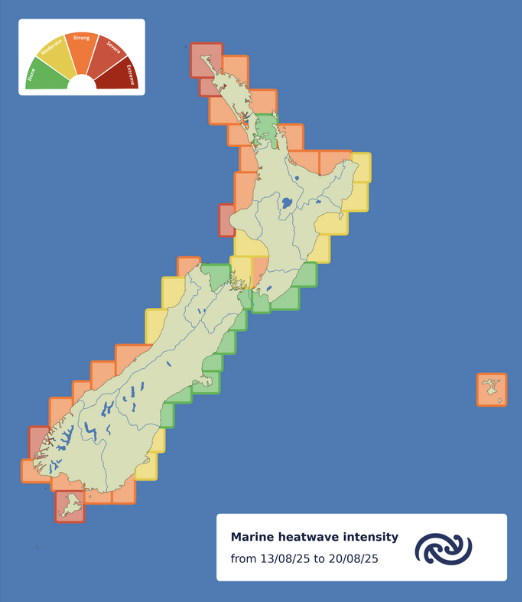 None
Moderate
Strong
Severe
Extreme
Marine heatwave intensity
from 13/08/25 to 20/08/25